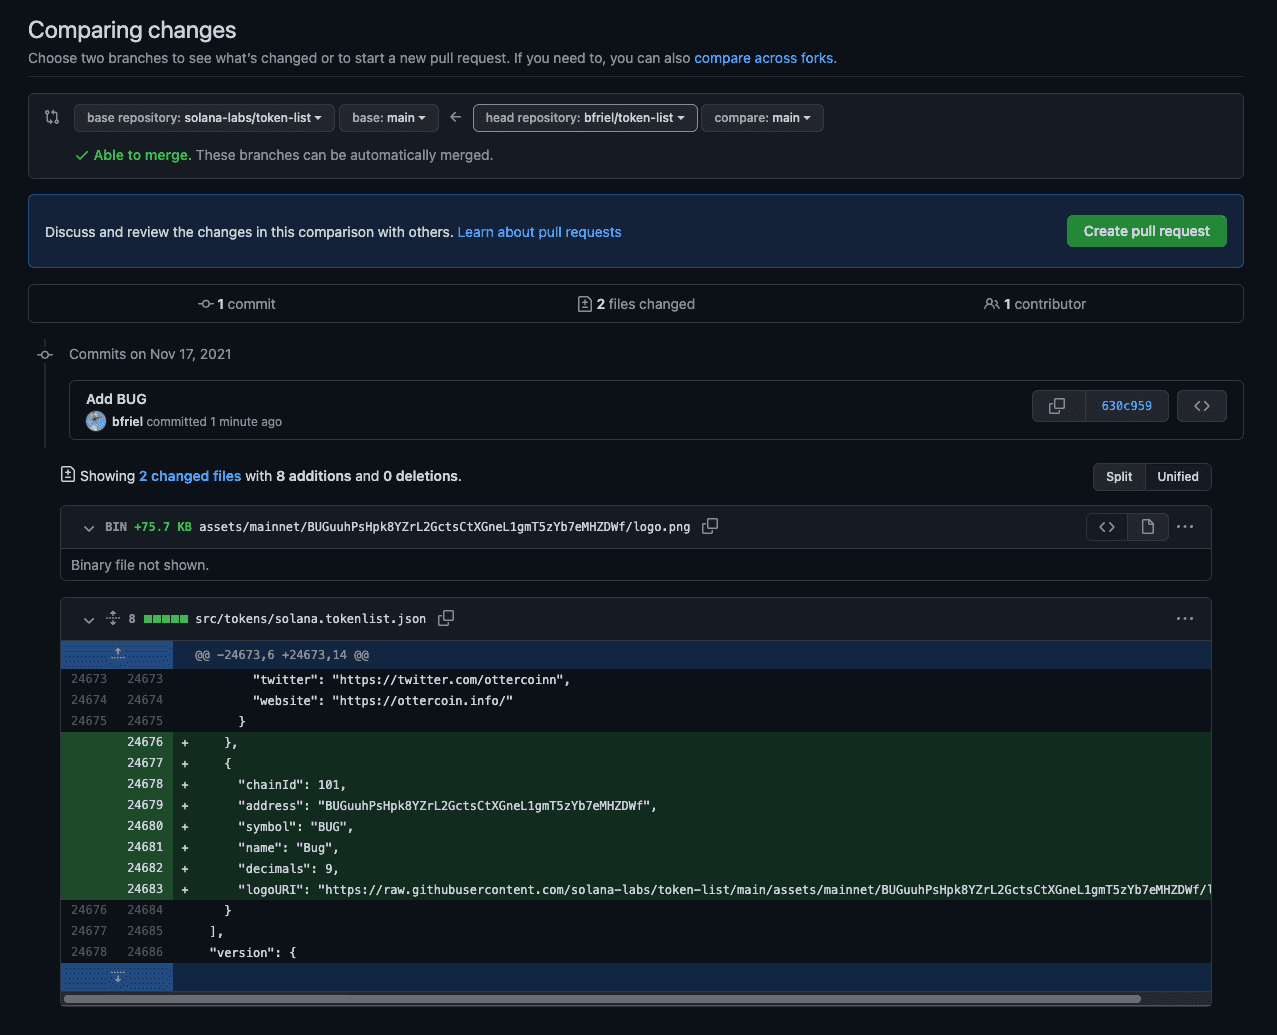 Comparing changes
Choose two branches to see what's changed or to start a new pull request. If you need to, you can also compare across forks.
base repository: solana-labs/token-list base: main head repository: bfriel/token-list compare: main
Able to merge. These branches can be automatically merged.
Discuss and review the changes in this comparison with others. Learn about pull requests Create pull request
1 commit 2 files changed 1 contributor
Commits on Nov 17, 2021
Add BUG
bfriel committed 1 minute ago 630c959
Showing 2 changed files with 8 additions and 0 deletions. Split Unified
BIN +75.7 KB assets/mainnet/BUGuuhPsHpk8YZrL2GctsCtXGneL1gmT5zYb7eMHZDWf/logo.png
Binary file not shown.
8 src/tokens/solana.tokenlist.json
@@ -24673,6 +24673,14 @@
24673 24673 "twitter": "https://twitter.com/ottercoinn",
24674 24674 "website": "https://ottercoin.info/"
24675 24675 }
24676 + },
24677 + {
24678 + "chainId": 101,
24679 + "address": "BUGuuhPsHpk8YZrL2GctsCtXGneL1gmT5zYb7eMHZDWf",
24680 + "symbol": "BUG",
24681 + "name": "Bug",
24682 + "decimals": 9,
24683 + "logoURI": "https://raw.githubusercontent.com/solana-labs/token-list/main/assets/mainnet/BUGuuhPsHpk8YZrL2GctsCtXGneL1gmT5zYb7eMHZDWf/l
24676 24684 }
24677 24685 ],
24678 24686 "version": {